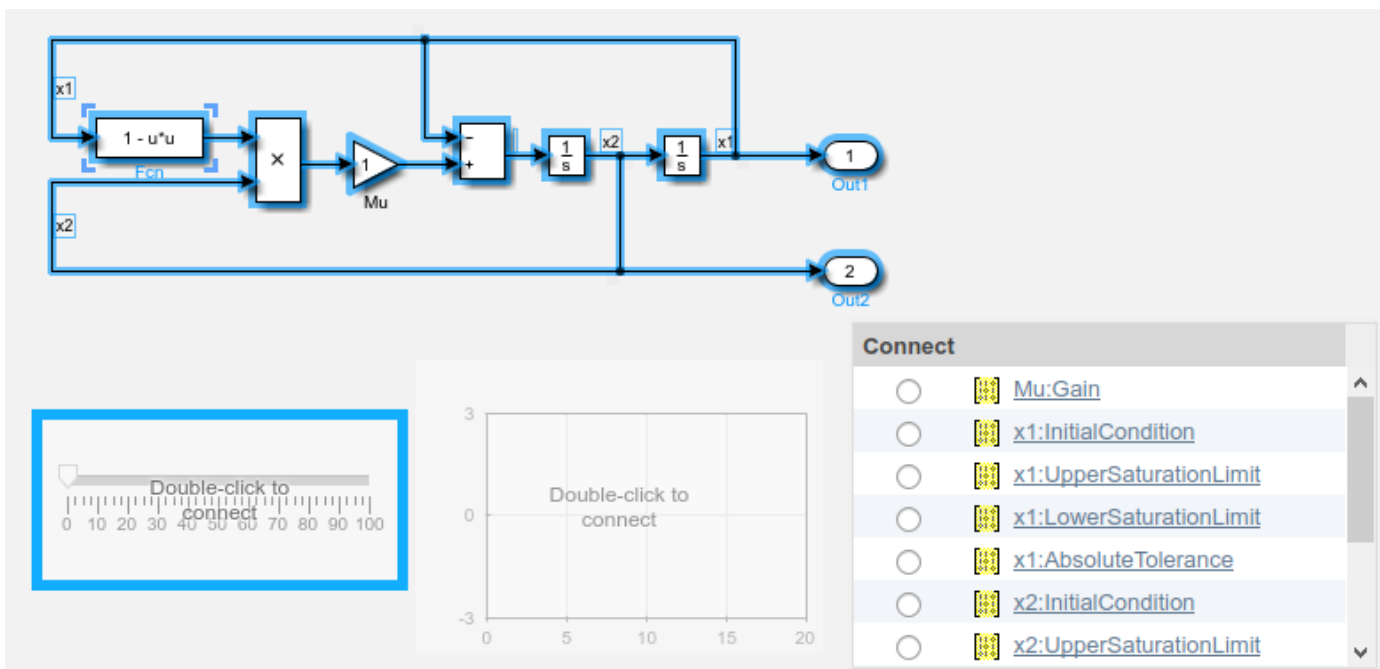 x1
1 - u*u
Fcn
×
1
Mu
−
+
1
s
x2
1
s
x1
1
Out1
x2
2
Out2
Double-click to
connect
0 10 20 30 40 50 60 70 80 90 100
3
0
-3
Double-click to
connect
0 5 10 15 20
Connect
Mu:Gain
x1:InitialCondition
x1:UpperSaturationLimit
x1:LowerSaturationLimit
x1:AbsoluteTolerance
x2:InitialCondition
x2:UpperSaturationLimit